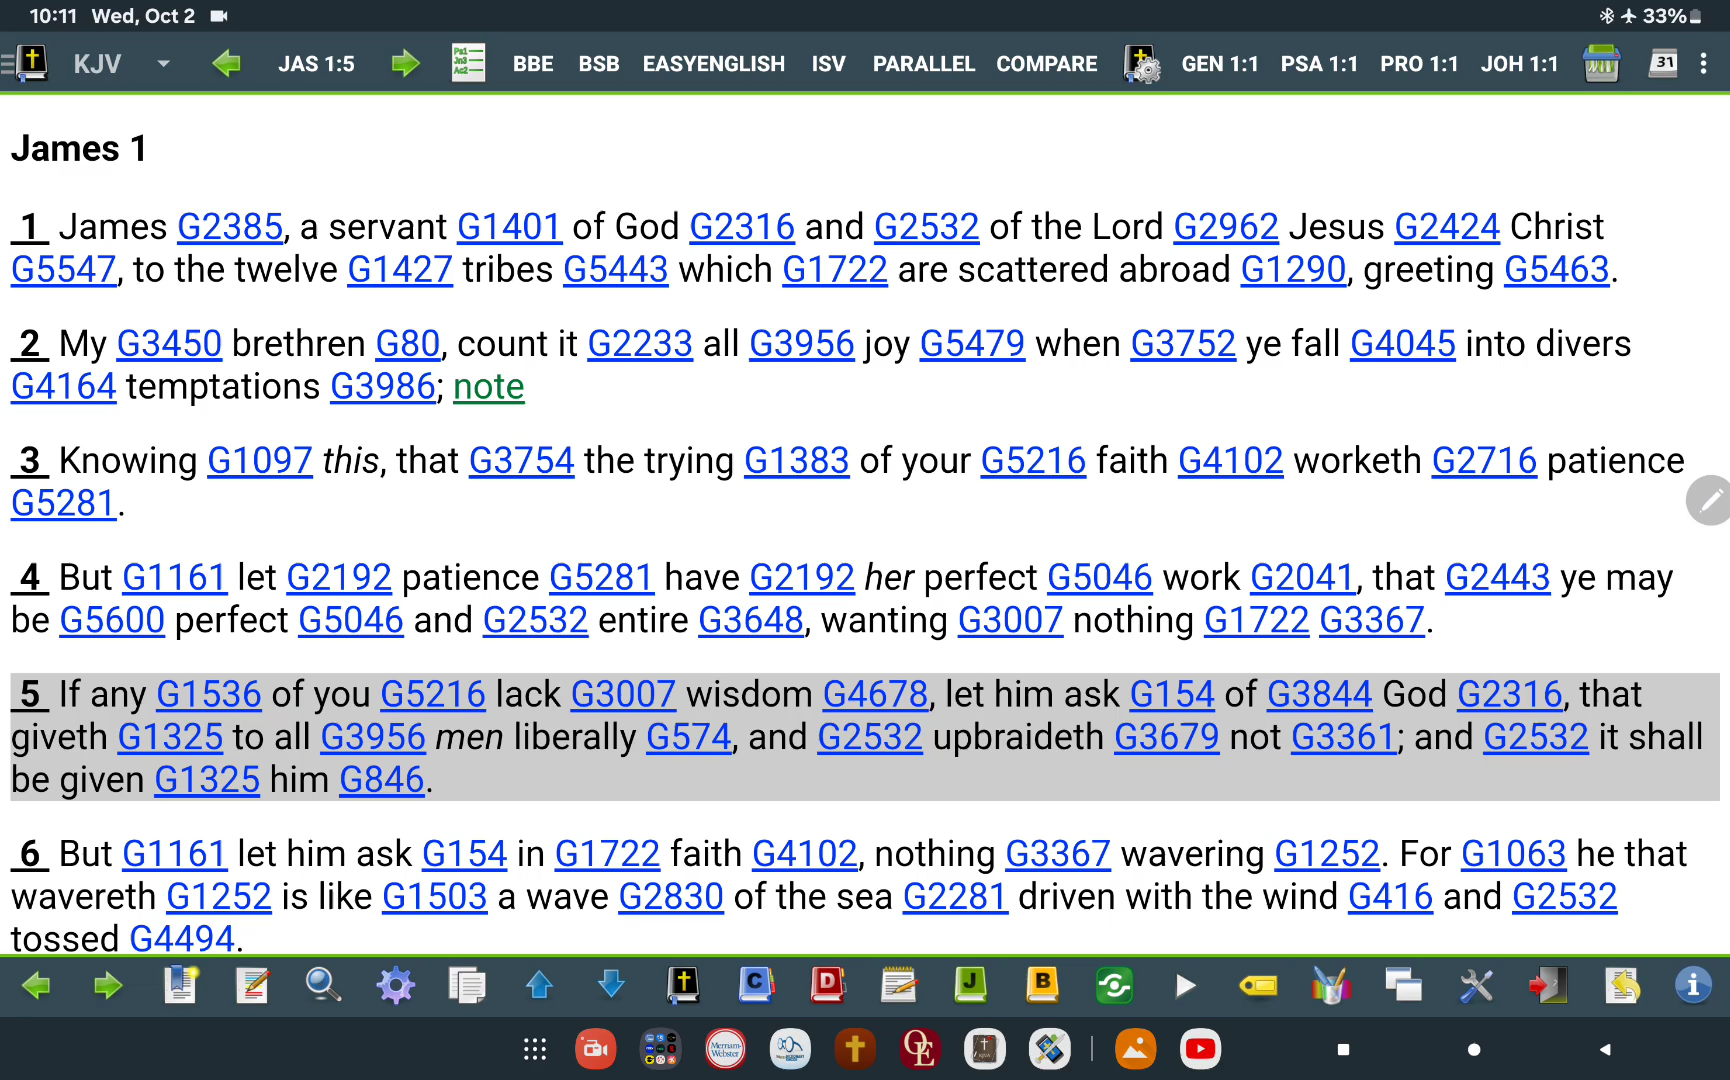 10:11 Wed, Oct 2 33%
KJV JAS 1:5 Ps1 Jn3 Ac2 BBE BSB EASYENGLISH ISV PARALLEL COMPARE GEN 1:1 PSA 1:1 PRO 1:1 JOH 1:1 31
James 1
1 James G2385, a servant G1401 of God G2316 and G2532 of the Lord G2962 Jesus G2424 Christ
G5547, to the twelve G1427 tribes G5443 which G1722 are scattered abroad G1290, greeting G5463.
2 My G3450 brethren G80, count it G2233 all G3956 joy G5479 when G3752 ye fall G4045 into divers
G4164 temptations G3986; note
3 Knowing G1097 this, that G3754 the trying G1383 of your G5216 faith G4102 worketh G2716 patience
G5281.
4 But G1161 let G2192 patience G5281 have G2192 her perfect G5046 work G2041, that G2443 ye may
be G5600 perfect G5046 and G2532 entire G3648, wanting G3007 nothing G1722 G3367.
5 If any G1536 of you G5216 lack G3007 wisdom G4678, let him ask G154 of G3844 God G2316, that
giveth G1325 to all G3956 men liberally G574, and G2532 upbraideth G3679 not G3361; and G2532 it shall
be given G1325 him G846.
6 But G1161 let him ask G154 in G1722 faith G4102, nothing G3367 wavering G1252. For G1063 he that
wavereth G1252 is like G1503 a wave G2830 of the sea G2281 driven with the wind G416 and G2532
tossed G4494.
C D J B
Merriam-Webster OE